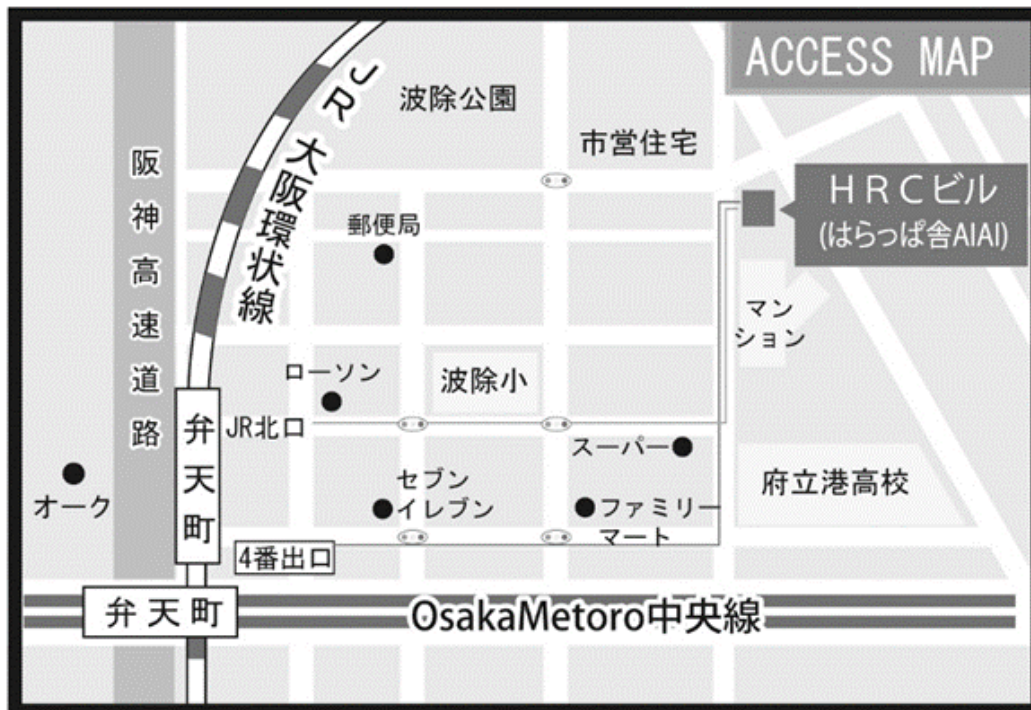 ACCESS MAP
JR大阪環状線
波除公園
市営住宅
阪神高速道路
HRCビル
(はらっぱ舎AIAI)
郵便局
マン
ション
ローソン
波除小
弁天町
JR北口
スーパー
オーク
セブン
イレブン
府立港高校
ファミリー
マート
4番出口
弁天町
OsakaMetoro中央線